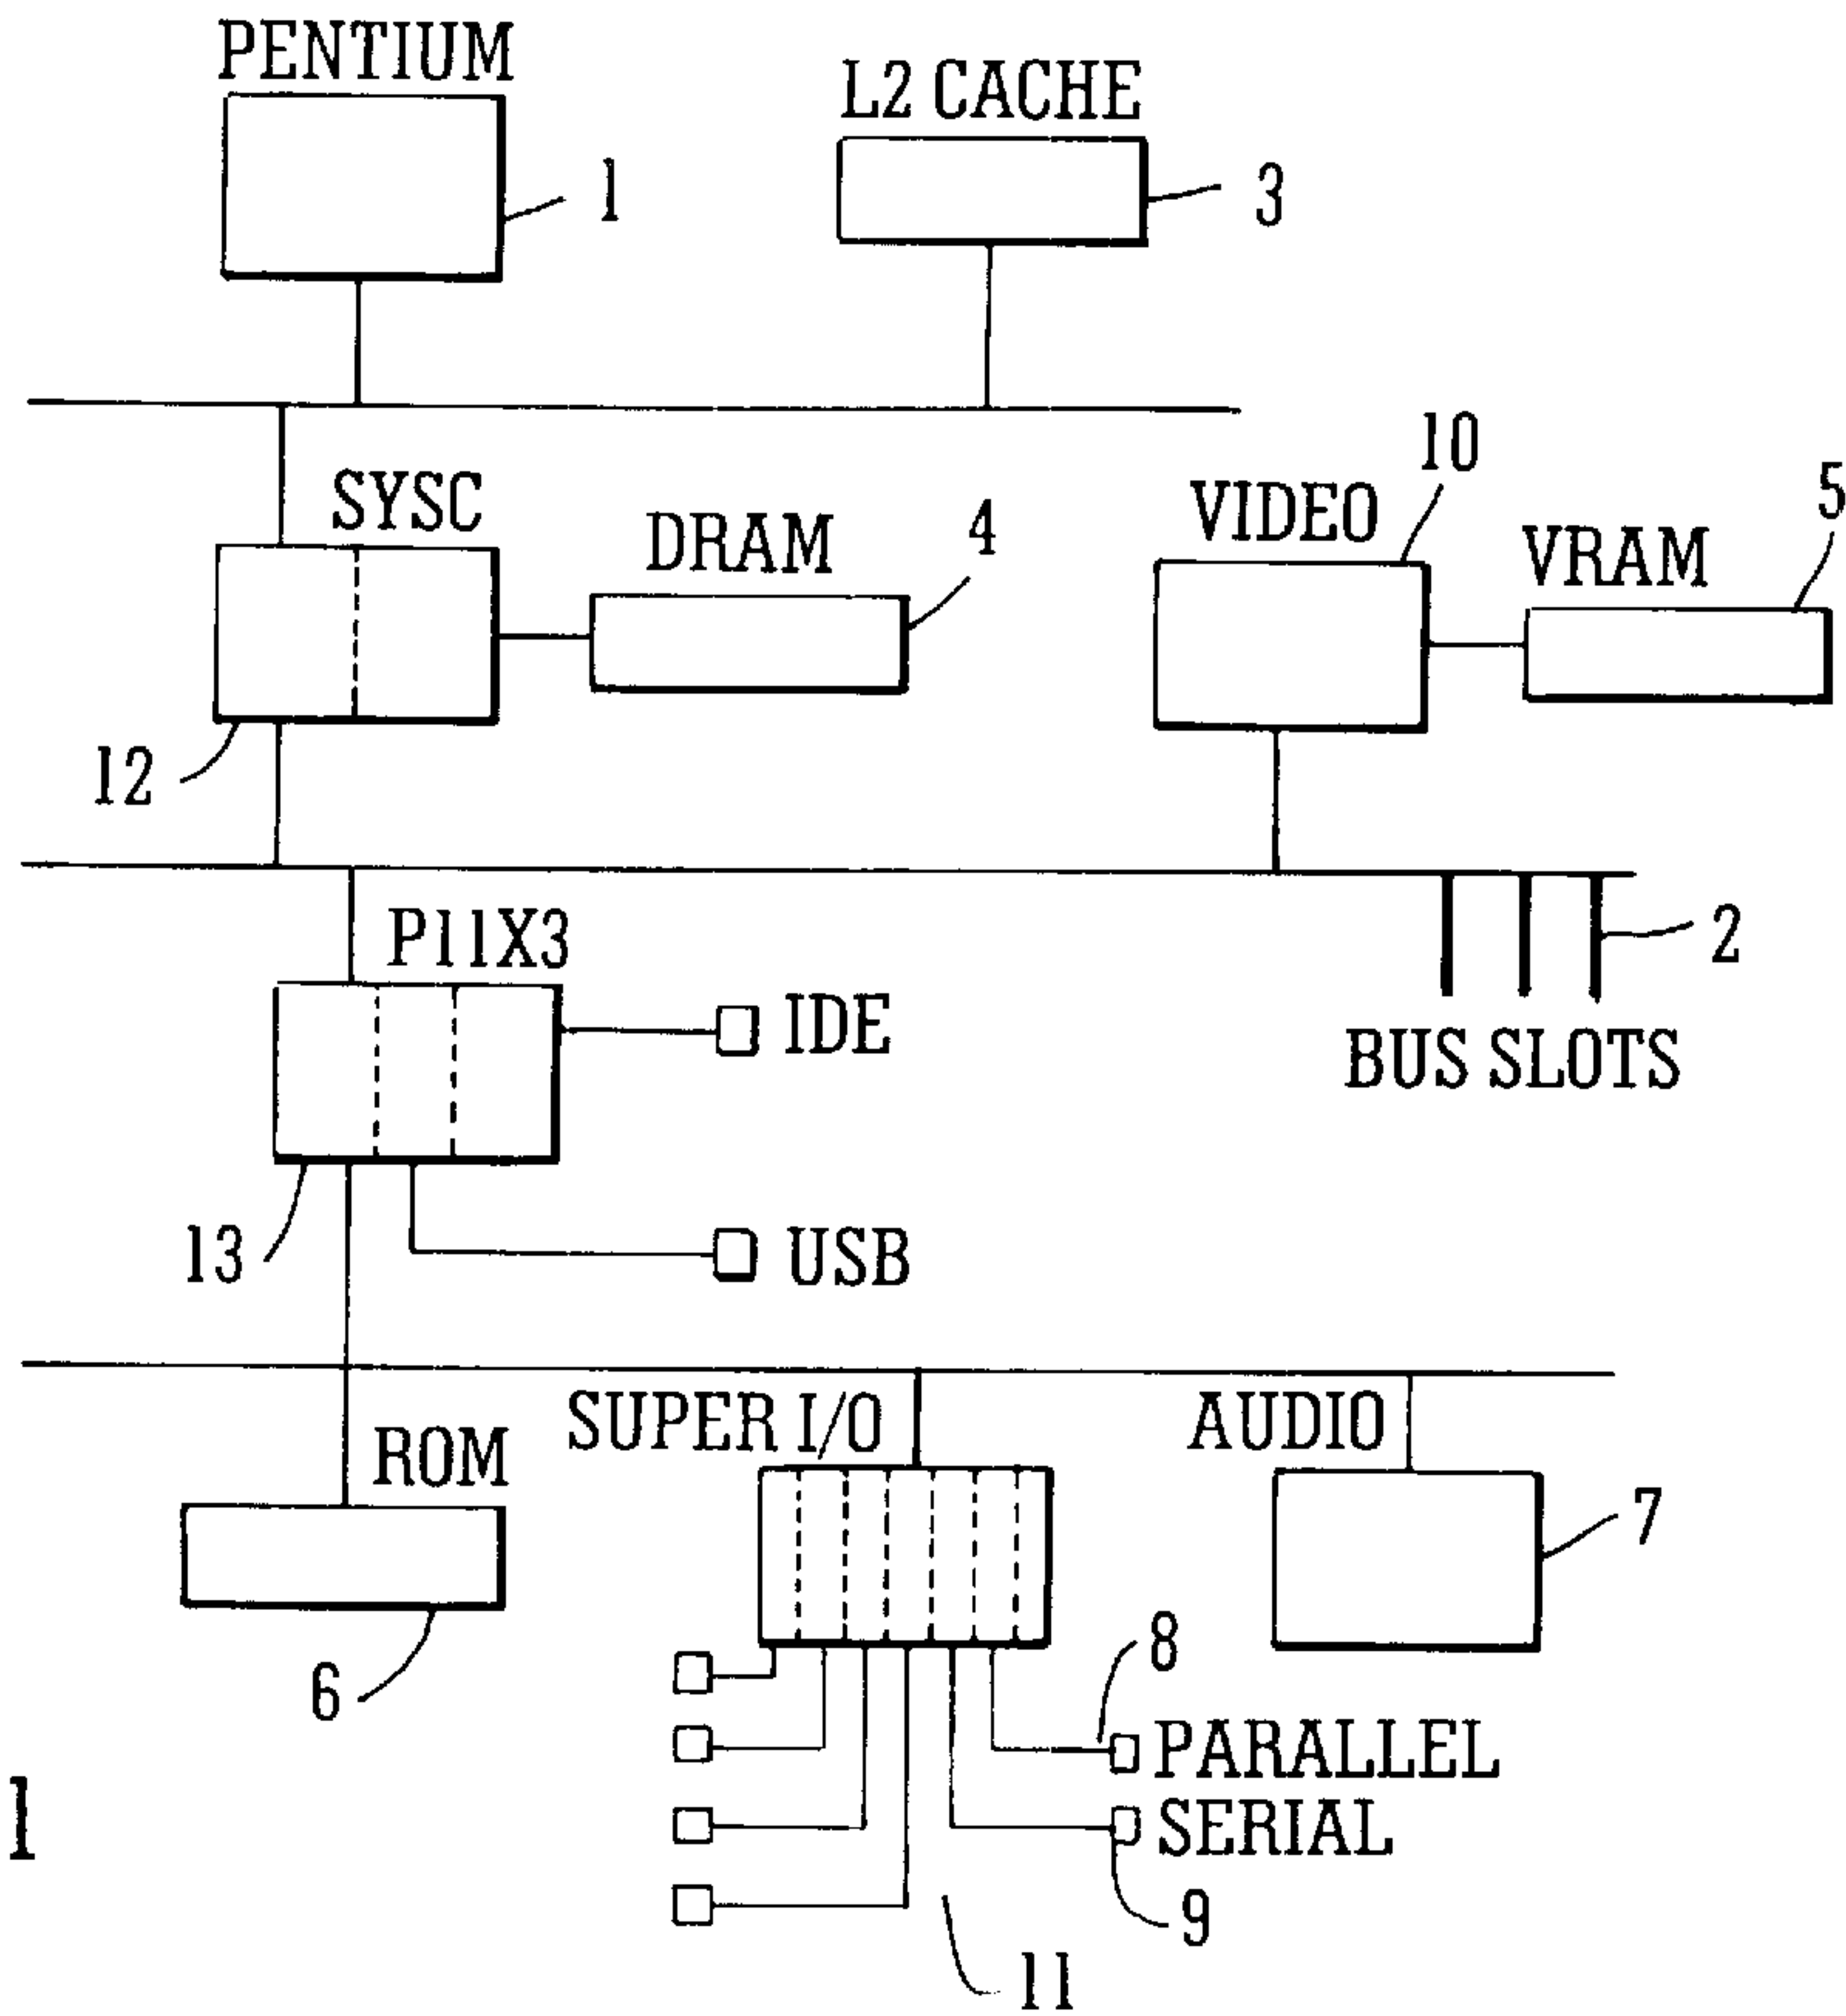 PENTIUM
L2 CACHE
1
3
10
SYSC
VIDEO
5
DRAM
4
VRAM
12
P11X3
2
IDE
BUS SLOTS
13
USB
SUPER I/O
AUDIO
ROM
7
8
6
PARALLEL
1
SERIAL
9
11